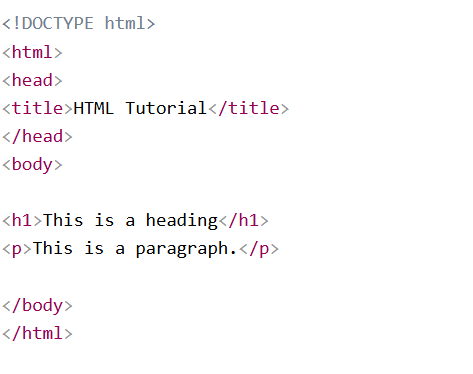 <!DOCTYPE html>
<html>
<head>
<title>HTML Tutorial</title>
</head>
<body>
<h1>This is a heading</h1>
<p>This is a paragraph.</p>
</body>
</html>